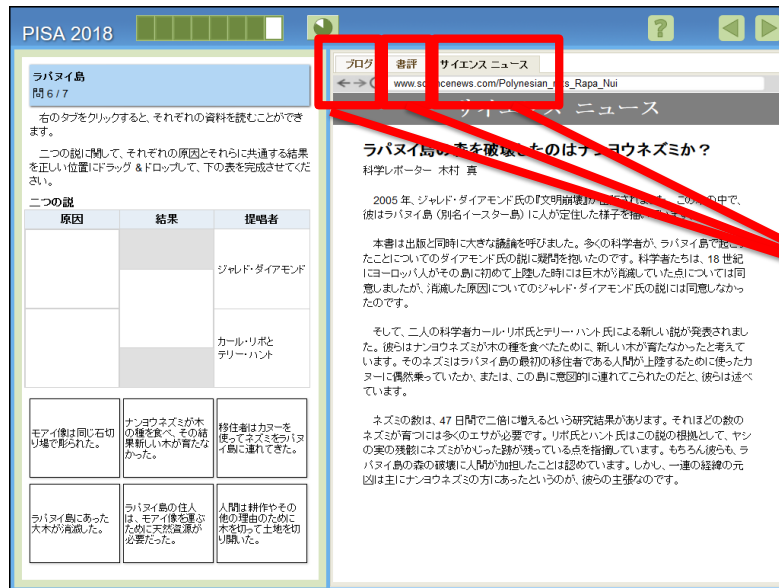 PISA 2018
?
ラパヌイ島
問 6 / 7
右のタブをクリックすると、それぞれの資料を読むことができ
ます。
二つの説に関して、それぞれの原因とそれらに共通する結果
を正しい位置にドラッグ &ドロップして、下の表を完成させてくだ
さい。
二つの説
原因 結果 提唱者
ジャレド・ダイアモンド
カール・リポと
テリー・ハント
モアイ像は同じ石切
り場で彫られた。
ナンヨウネズミが木
の種を食べ、その結
果新しい木が育たな
かった。
移住者はカヌーを
使ってネズミをラパヌ
イ島に連れてきた。
ラパヌイ島にあった
大木が消滅した。
ラパヌイ島の住人
は、モアイ像を運ぶ
ために天然資源が
必要だった。
人間は耕作やその
他の理由のために
木を切って土地を切
り開いた。
ブログ 書評 サイエンス ニュース
www.sciencenews.com/Polynesian_rats_Rapa_Nui
サイエンス ニュース
ラパヌイ島の森を破壊したのはナンヨウネズミか？
科学レポーター 木村 真
2005 年、ジャレド・ダイアモンド氏の『文明崩壊』が出版されました。この本の中で、
彼はラパヌイ島（別名イースター島）に人が定住した様子を描いています。
本書は出版と同時に大きな議論を呼びました。多くの科学者が、ラパヌイ島で起こっ
たことについてのダイアモンド氏の説に疑問を抱いたのです。科学者たちは、18 世紀
にヨーロッパ人がその島に初めて上陸した時には巨木が消滅していた点については同
意しましたが、消滅した原因についてのジャレド・ダイアモンド氏の説には同意しなかっ
たのです。
そして、二人の科学者カール・リポ氏とテリー・ハント氏による新しい説が発表されまし
た。彼らはナンヨウネズミが木の種を食べたために、新しい木が育たなかったと考えて
います。そのネズミはラパヌイ島の最初の移住者である人間が上陸するために使ったカ
ヌーに偶然乗っていたか、または、この島に意図的に連れてこられたのだと、彼らは述べ
ています。
ネズミの数は、47 日間で二倍に増えるという研究結果があります。それほどの数の
ネズミが育つには多くのエサが必要です。リポ氏とハント氏はこの説の根拠として、ヤシ
の実の残骸にネズミがかじった跡が残っている点を指摘しています。もちろん彼らも、ラ
パヌイ島の森の破壊に人間が加担したことは認めています。しかし、一連の経緯の元
凶は主にナンヨウネズミの方にあったというのが、彼らの主張なのです。